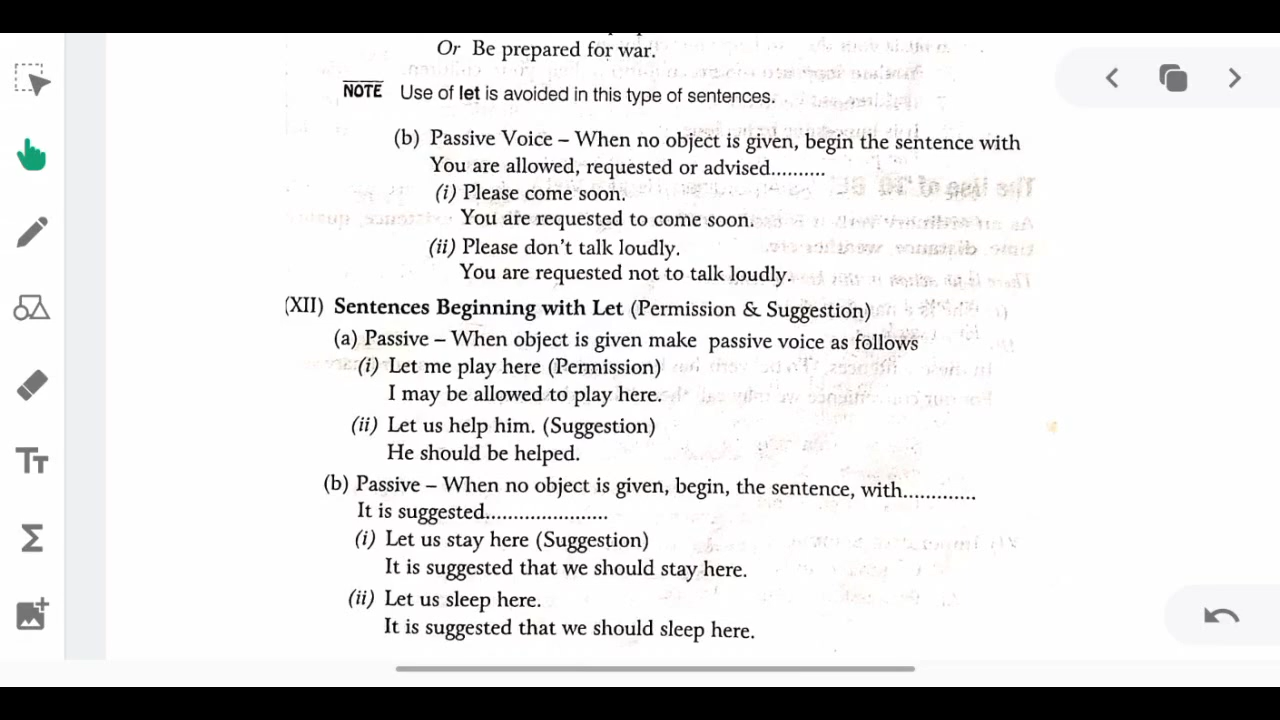 Or Be prepared for war.
NOTE Use of let is avoided in this type of sentences.
(b) Passive Voice – When no object is given, begin the sentence with
You are allowed, requested or advised..........
(i) Please come soon.
You are requested to come soon.
(ii) Please don't talk loudly.
You are requested not to talk loudly.
(XII) Sentences Beginning with Let (Permission & Suggestion)
(a) Passive – When object is given make passive voice as follows
(i) Let me play here (Permission)
I may be allowed to play here.
(ii) Let us help him. (Suggestion)
He should be helped.
(b) Passive – When no object is given, begin, the sentence, with.............
It is suggested......................
(i) Let us stay here (Suggestion)
It is suggested that we should stay here.
(ii) Let us sleep here.
It is suggested that we should sleep here.